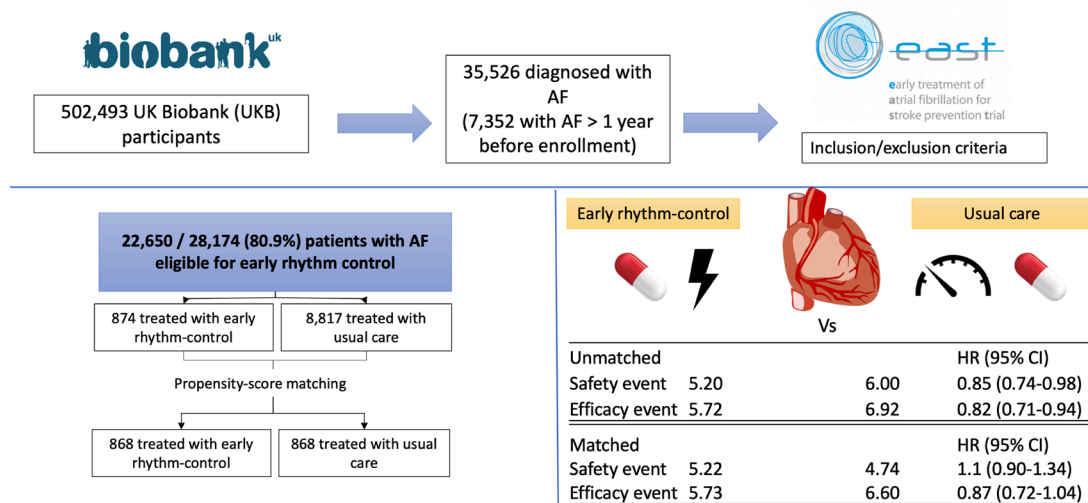 biobank uk
502,493 UK Biobank (UKB)
participants
35,526 diagnosed with
AF
(7,352 with AF > 1 year
before enrollment)
east
early treatment of
atrial fibrillation for
stroke prevention trial
Inclusion/exclusion criteria
22,650 / 28,174 (80.9%) patients with AF
eligible for early rhythm control
874 treated with early
rhythm-control
8,817 treated with
usual care
Propensity-score matching
868 treated with early
rhythm-control
868 treated with usual
care
Early rhythm-control
Usual care
Vs
Unmatched HR (95% CI)
Safety event 5.20 6.00 0.85 (0.74-0.98)
Efficacy event 5.72 6.92 0.82 (0.71-0.94)
Matched HR (95% CI)
Safety event 5.22 4.74 1.1 (0.90-1.34)
Efficacy event 5.73 6.60 0.87 (0.72-1.04)